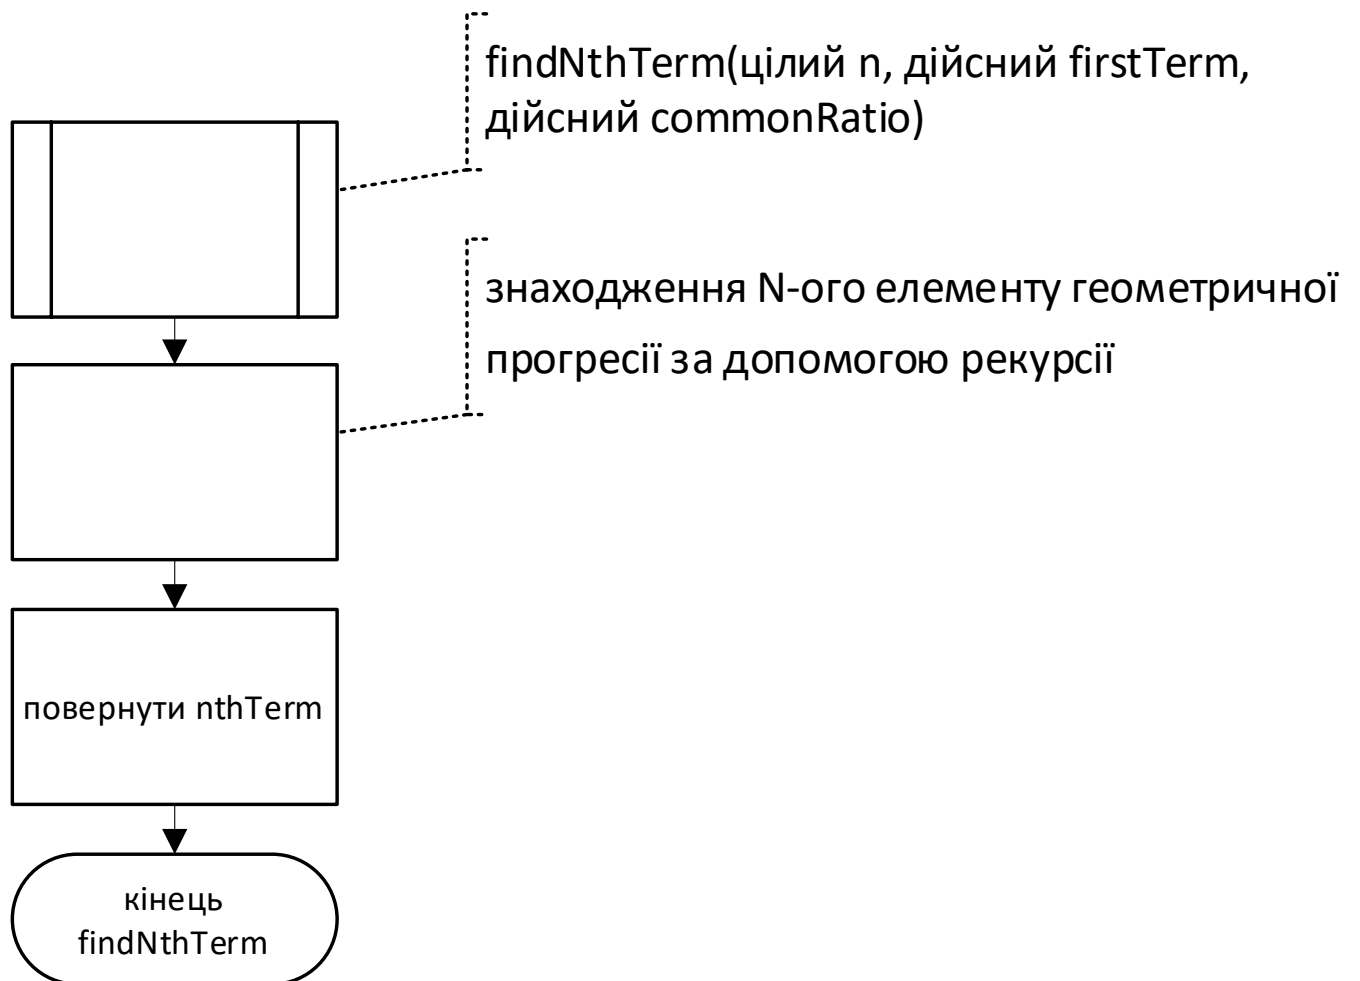 findNthTerm(цілий n, дійсний firstTerm,
дійсний commonRatio)
знаходження N-ого елементу геометричної
прогресії за допомогою рекурсії
повернути nthTerm
кінець
findNthTerm